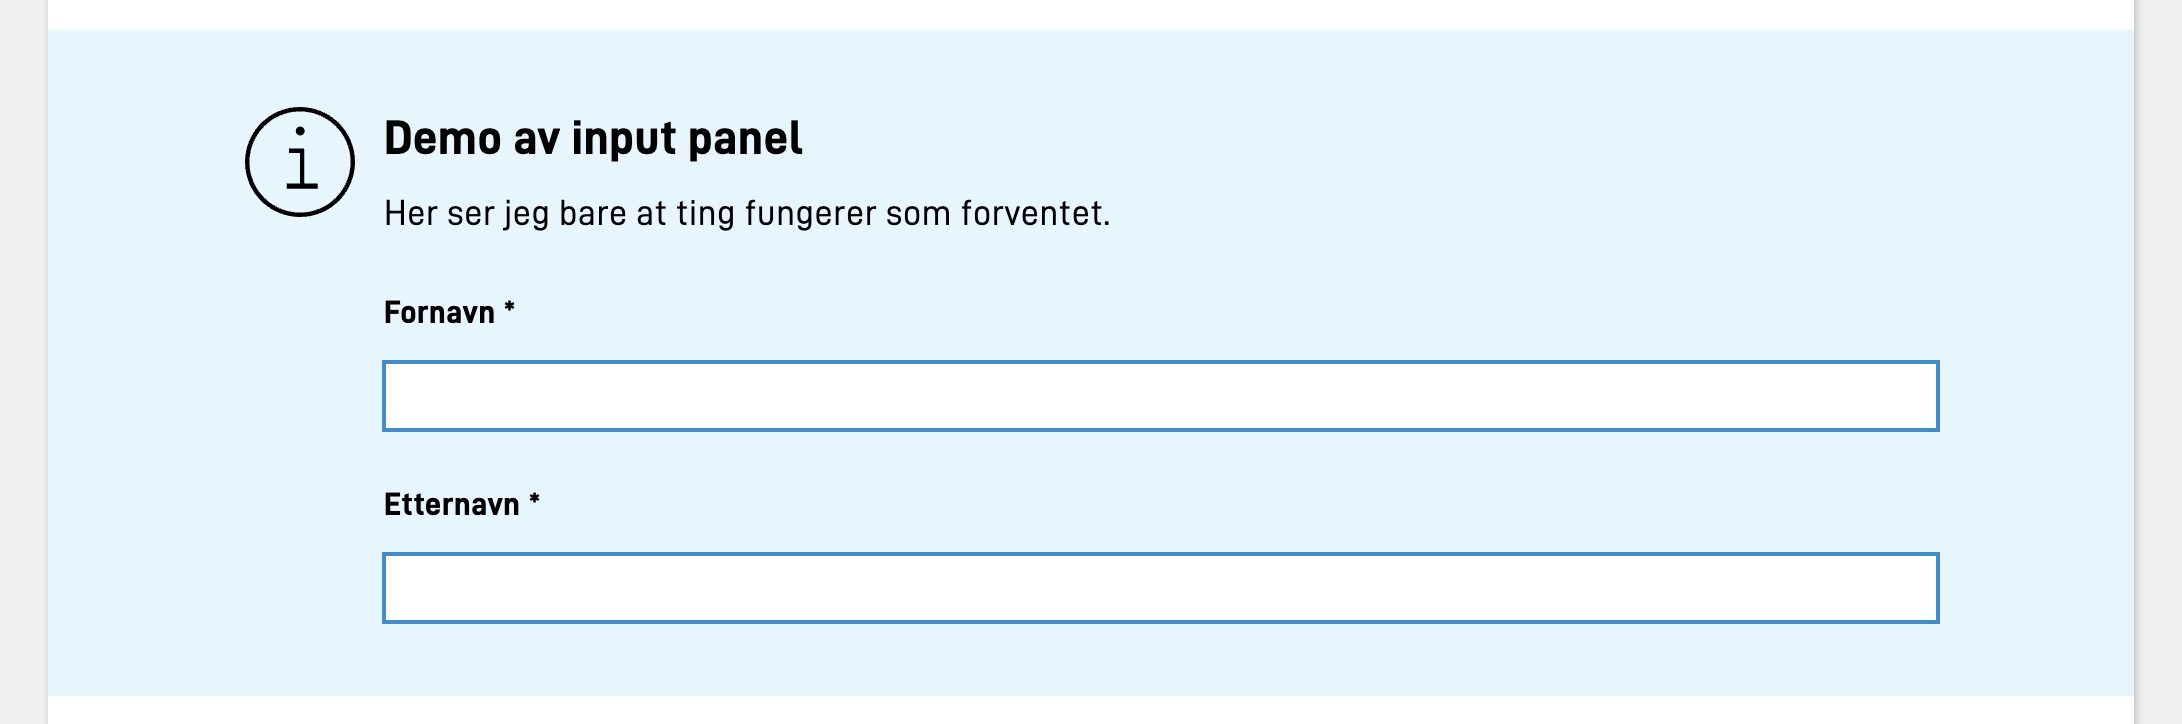 Demo av input panel
Her ser jeg bare at ting fungerer som forventet.
Fornavn *
Etternavn *